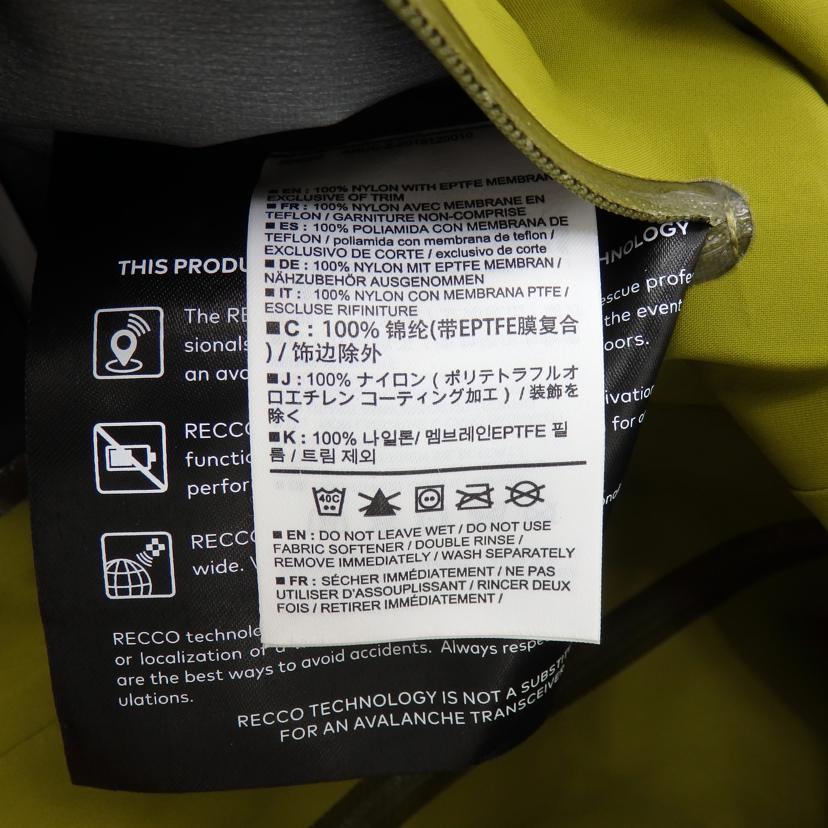 EN : 100% NYLON WITH EPTFE MEMBRAN
EXCLUSIVE OF TRIM
FR : 100% NYLON AVEC MEMBRANE EN
TEFLON / GARNITURE NON-COMPRISE
ES : 100% POLIAMIDA CON MEMBRANA DE
TEFLON / poliamida con membrana de teflon /
EXCLUSIVO DE CORTE / exclusivo de corte
DE : 100% NYLON MIT EPTFE MEMBRAN /
NÄHZUBEHÖR AUSGENOMMEN
IT : 100% NYLON CON MEMBRANA PTFE /
ESCLUSE RIFINITURE
C : 100% 锦纶(带EPTFE膜复合
) / 饰边除外
J : 100% ナイロン ( ポリテトラフルオ
ロエチレン コーティング加工 ) / 装飾を
除く
K : 100% 나일론/ 멤브레인EPTFE 필
름 / 트림 제외
40C
EN : DO NOT LEAVE WET / DO NOT USE
FABRIC SOFTENER / DOUBLE RINSE /
REMOVE IMMEDIATELY / WASH SEPARATELY
FR : SÉCHER IMMÉDIATEMENT / NE PAS
UTILISER D'ASSOUPLISSANT / RINCER DEUX
FOIS / RETIRER IMMÉDIATEMENT /
THIS PRODU
HNOLOGY
The RE
escue profe
sionals
the event
an ava
oors.
RECCO
ivation
functio
for
perfor
RECCO
wide.
RECCO technolo
or localization of
are the best ways to avoid accidents. Always respe
ulations.
RECCO TECHNOLOGY IS NOT A SUBSTIT
FOR AN AVALANCHE TRANSCEIVER